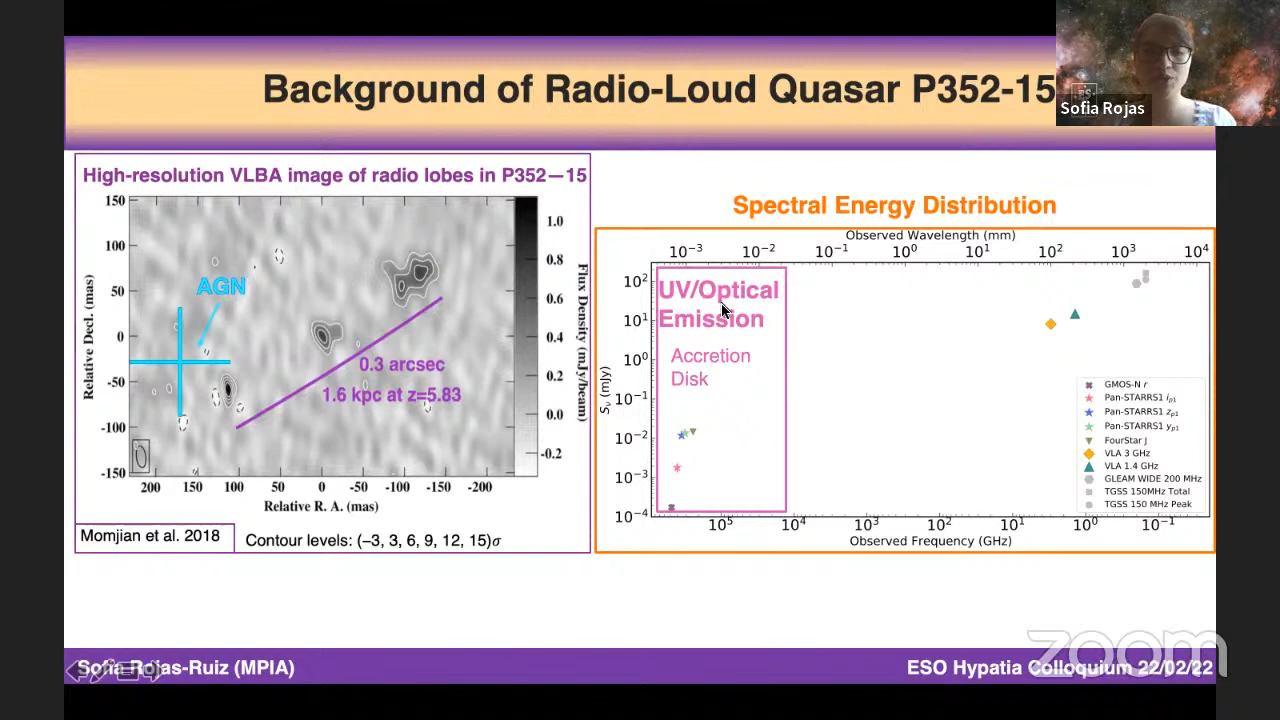 Background of Radio-Loud Quasar P352-15
Sofia Rojas
High-resolution VLBA image of radio lobes in P352—15
150
100
50
0
-50
-100
-150
Relative Decl. (mas)
AGN
0.3 arcsec
1.6 kpc at z=5.83
200 150 100 50 0 -50 -100 -150 -200
Relative R. A. (mas)
1.0
0.8
0.6
0.4
0.2
0.0
-0.2
Flux Density (mJy/beam)
Momjian et al. 2018
Contour levels: (−3, 3, 6, 9, 12, 15)σ
Spectral Energy Distribution
Observed Wavelength (mm)
10⁻³ 10⁻² 10⁻¹ 10⁰ 10¹ 10² 10³ 10⁴
10²
10¹
10⁰
10⁻¹
10⁻²
10⁻³
10⁻⁴
Sᵥ (mJy)
UV/Optical
Emission
Accretion
Disk
GMOS-N r
Pan-STARRS1 iₚ₁
Pan-STARRS1 zₚ₁
Pan-STARRS1 yₚ₁
FourStar J
VLA 3 GHz
VLA 1.4 GHz
GLEAM WIDE 200 MHz
TGSS 150MHz Total
TGSS 150 MHz Peak
10⁵ 10⁴ 10³ 10² 10¹ 10⁰ 10⁻¹
Observed Frequency (GHz)
Sofia Rojas-Ruiz (MPIA)
ESO Hypatia Colloquium 22/02/22
zoom